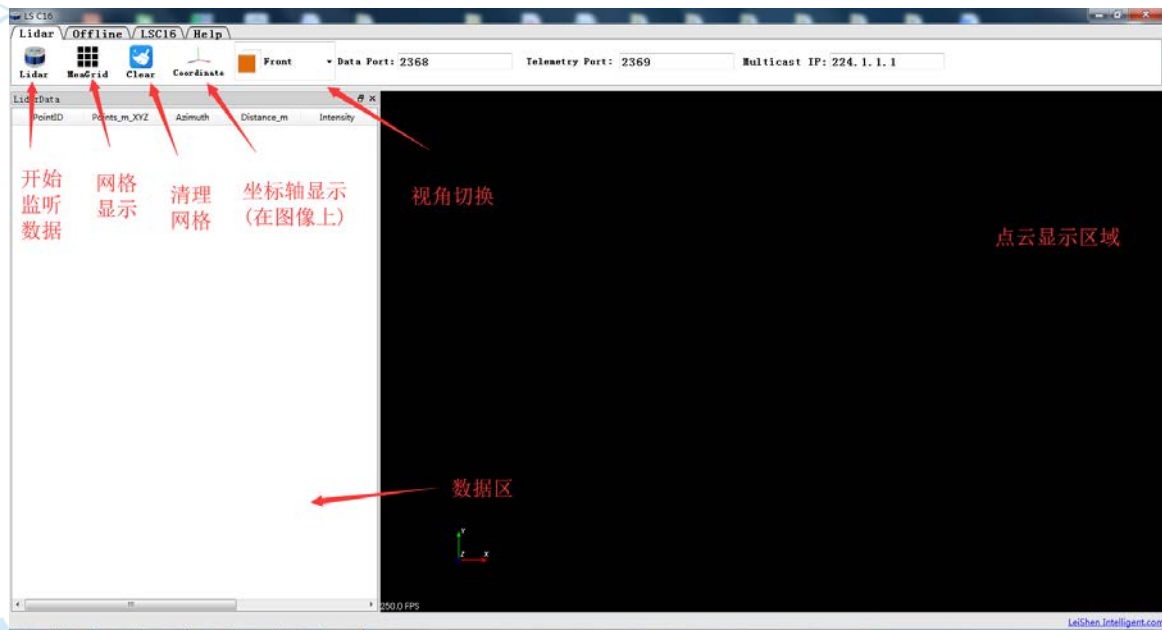 LS C16
Lidar Offline LSC16 Help
Lidar MeaGrid Clear Coordinate Front Data Port: 2368 Telemetry Port: 2369 Multicast IP: 224.1.1.1
LidarData
PointID Points_m_XYZ Azimuth Distance_m Intensity
开始
监听
数据
网格
显示
清理
网格
坐标轴显示
(在图像上)
视角切换
点云显示区域
数据区
Y
Z X
250.0 FPS
LeiShen Intelligent.com